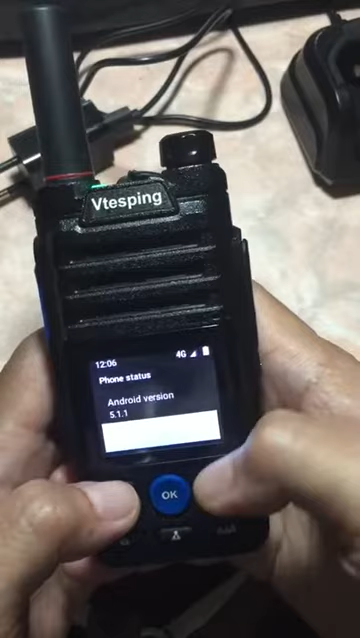 Vtesping
12:06 4G
Phone status
Android version
5.1.1
OK